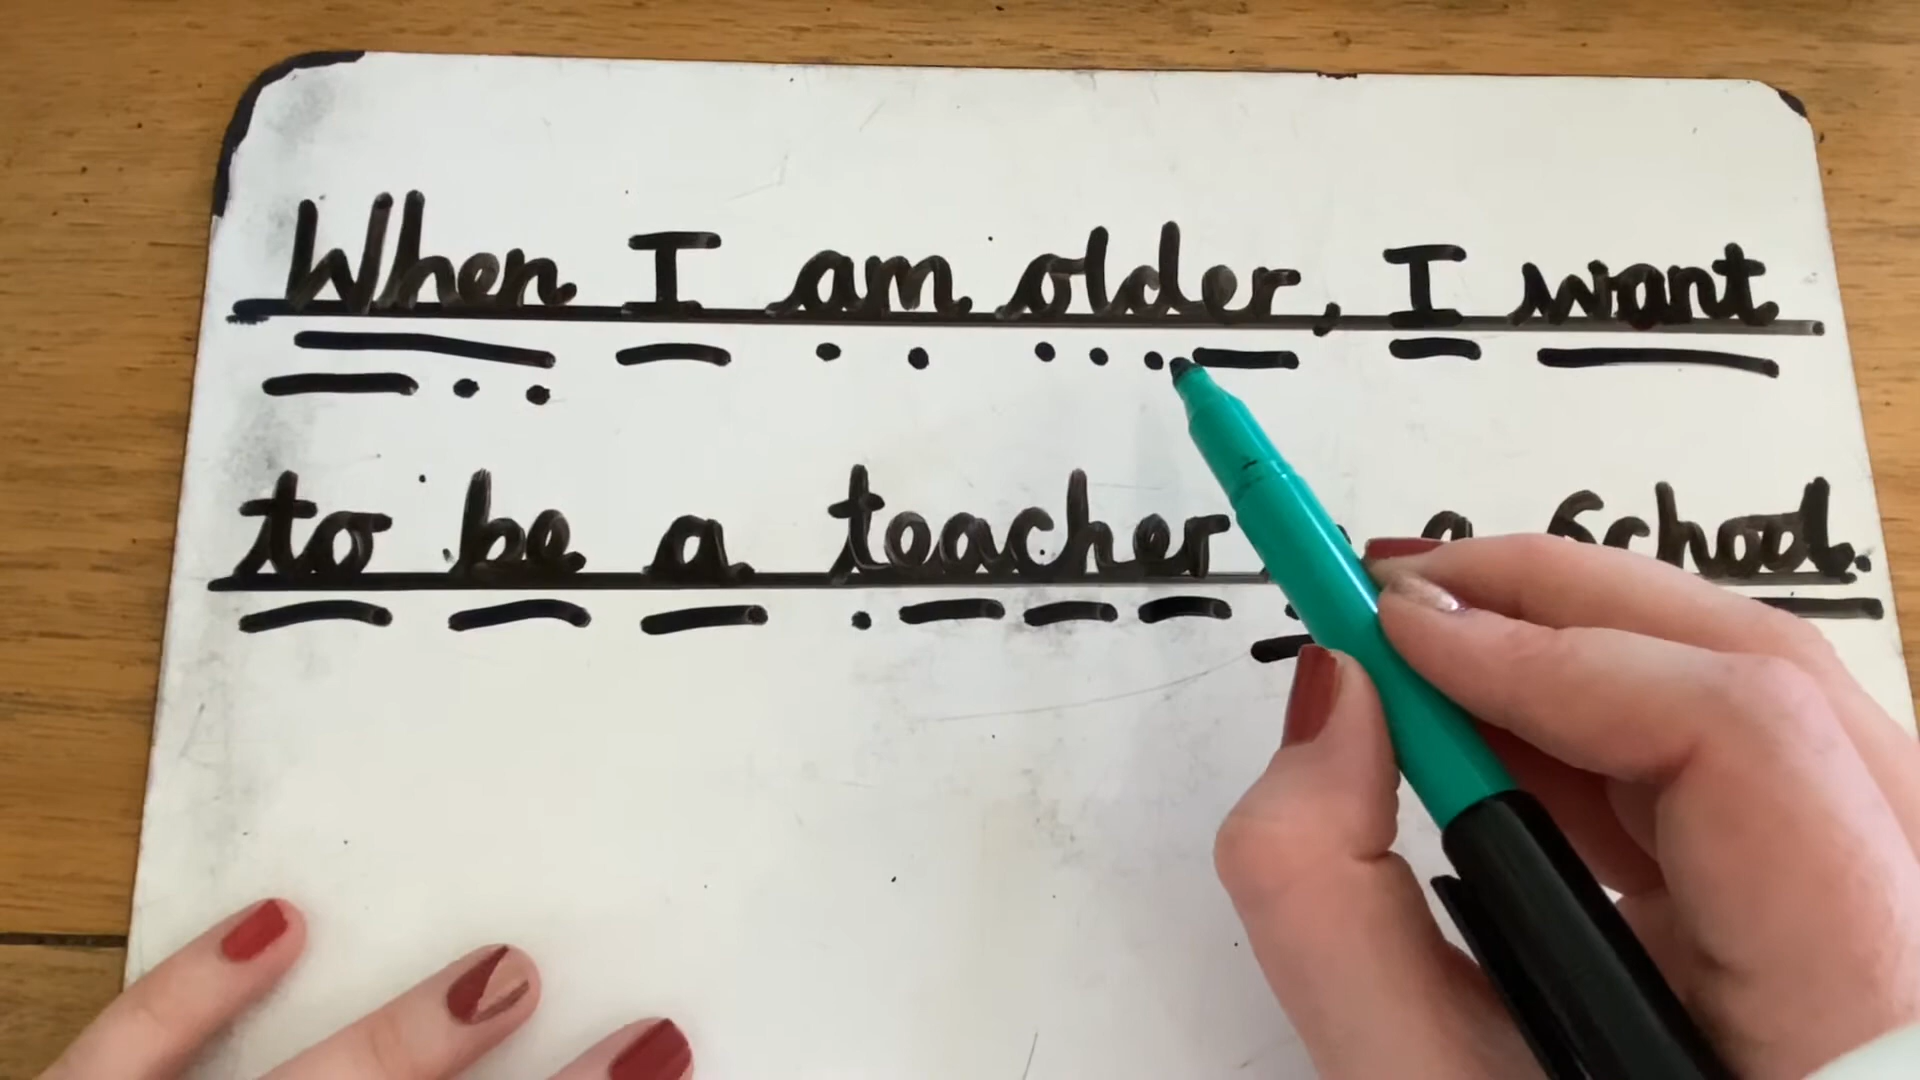 When I am older, I want
to be a teacher a school.